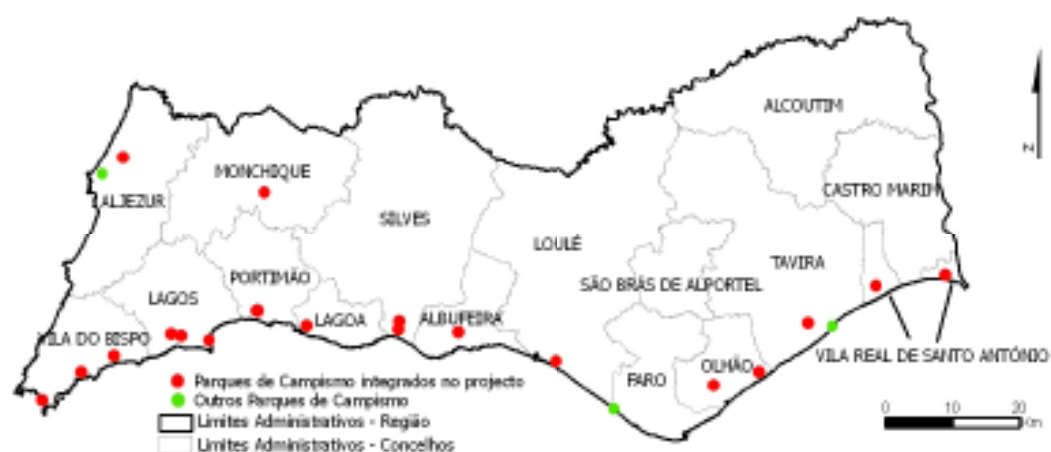 ALCOUTIM
N
MONCHIQUE
CASTRO MARIM
ALJEZUR
SILVES
LOULÉ
TAVIRA
PORTIMÃO
SÃO BRÁS DE ALPORTEL
LAGOS
LAGOA
ALBUFEIRA
VILA DO BISPO
VILA REAL DE SANTO ANTÓNIO
OLHÃO
FARO
Parques de Campismo integrados no projecto
Outros Parques de Campismo
Limites Administrativos - Região
Limites Administrativos - Concelhos
0 10 20
Km